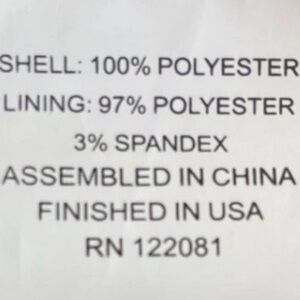 SHELL: 100% POLYESTER
LINING: 97% POLYESTER
3% SPANDEX
ASSEMBLED IN CHINA
FINISHED IN USA
RN 122081